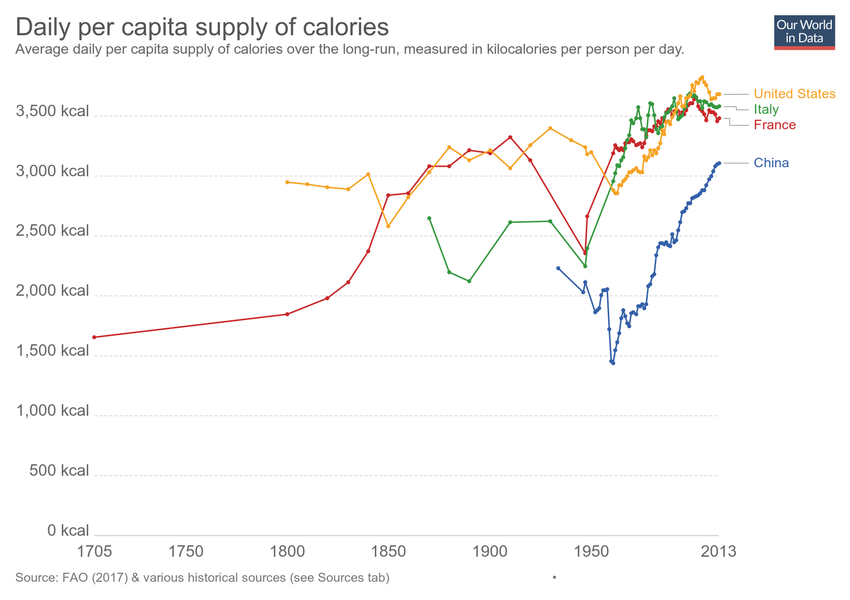 Daily per capita supply of calories
Average daily per capita supply of calories over the long-run, measured in kilocalories per person per day.
Our World
in Data
3,500 kcal
3,000 kcal
2,500 kcal
2,000 kcal
1,500 kcal
1,000 kcal
500 kcal
0 kcal
United States
Italy
France
China
1705
1750
1800
1850
1900
1950
2013
Source: FAO (2017) & various historical sources (see Sources tab)